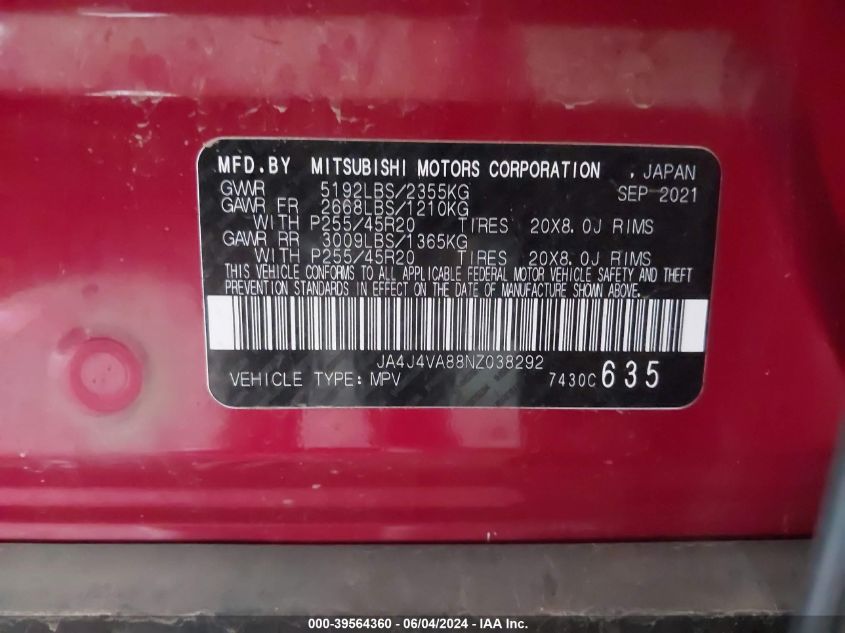 MFD.BY MITSUBISHI MOTORS CORPORATION , JAPAN
GWWR 5192LBS/2355KG SEP 2021
GAWR FR 2668LBS/1210KG
WITH P255/45R20 TIRES 20X8.0J RIMS
GAWR RR 3009LBS/1365KG
WITH P255/45R20 TIRES 20X8.0J RIMS
THIS VEHICLE CONFORMS TO ALL APPLICABLE FEDERAL MOTOR VEHICLE SAFETY AND THEFT
PREVENTION STANDARDS IN EFFECT ON THE DATE OF MANUFACTURE SHOWN ABOVE.
JA4J4VA88NZ038292
VEHICLE TYPE: MPV 7430C 635
000-39564360 - 06/04/2024 - IAA Inc.